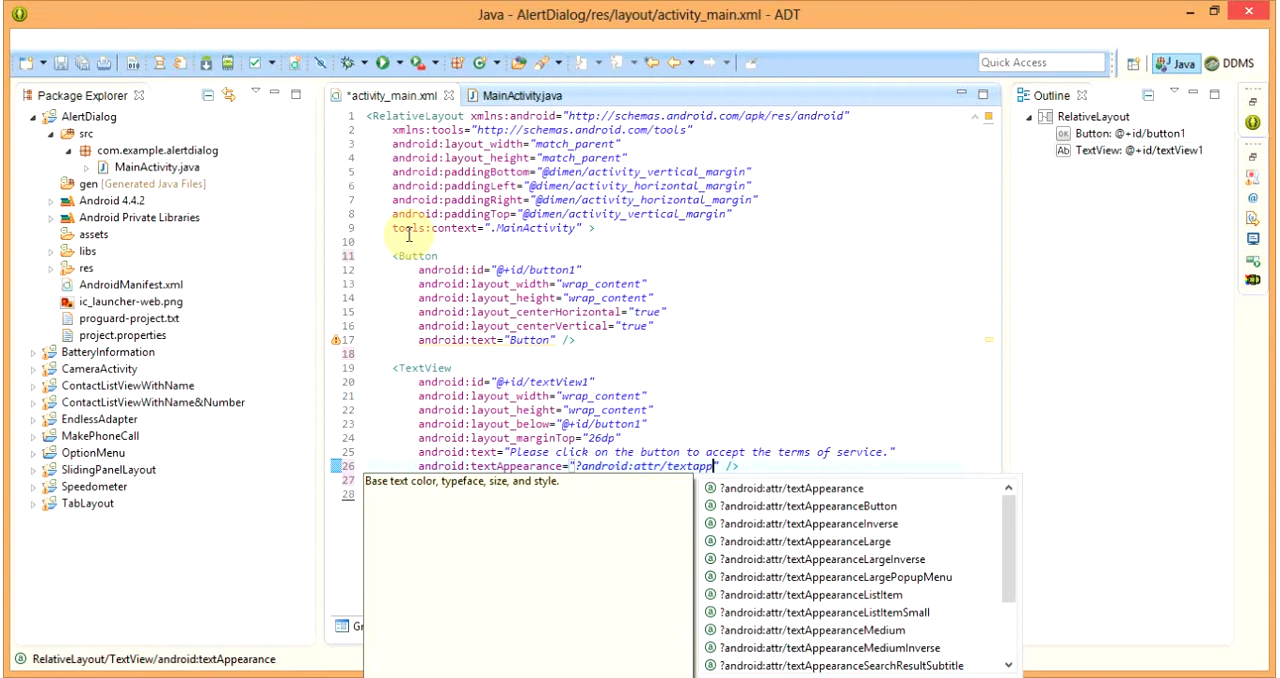 Java - AlertDialog/res/layout/activity_main.xml - ADT
Quick Access
Java
DDMS
Package Explorer
AlertDialog
src
com.example.alertdialog
MainActivity.java
gen [Generated Java Files]
Android 4.4.2
Android Private Libraries
assets
libs
res
AndroidManifest.xml
ic_launcher-web.png
proguard-project.txt
project.properties
BatteryInformation
CameraActivity
ContactListViewWithName
ContactListViewWithName&Number
EndlessAdapter
MakePhoneCall
OptionMenu
SlidingPanelLayout
Speedometer
TabLayout
*activity_main.xml
MainActivity.java
1 <RelativeLayout xmlns:android="http://schemas.android.com/apk/res/android"
2 xmlns:tools="http://schemas.android.com/tools"
3 android:layout_width="match_parent"
4 android:layout_height="match_parent"
5 android:paddingBottom="@dimen/activity_vertical_margin"
6 android:paddingLeft="@dimen/activity_horizontal_margin"
7 android:paddingRight="@dimen/activity_horizontal_margin"
8 android:paddingTop="@dimen/activity_vertical_margin"
9 tools:context=".MainActivity" >
10
11 <Button
12 android:id="@+id/button1"
13 android:layout_width="wrap_content"
14 android:layout_height="wrap_content"
15 android:layout_centerHorizontal="true"
16 android:layout_centerVertical="true"
17 android:text="Button" />
18
19 <TextView
20 android:id="@+id/textView1"
21 android:layout_width="wrap_content"
22 android:layout_height="wrap_content"
23 android:layout_below="@+id/button1"
24 android:layout_marginTop="26dp"
25 android:text="Please click on the button to accept the terms of service."
26 android:textAppearance="?android:attr/textapp" />
27
28
Base text color, typeface, size, and style.
?android:attr/textAppearance
?android:attr/textAppearanceButton
?android:attr/textAppearanceInverse
?android:attr/textAppearanceLarge
?android:attr/textAppearanceLargeInverse
?android:attr/textAppearanceLargePopupMenu
?android:attr/textAppearanceListItem
?android:attr/textAppearanceListItemSmall
?android:attr/textAppearanceMedium
?android:attr/textAppearanceMediumInverse
?android:attr/textAppearanceSearchResultSubtitle
Gr
Outline
RelativeLayout
OK Button: @+id/button1
Ab TextView: @+id/textView1
RelativeLayout/TextView/android:textAppearance